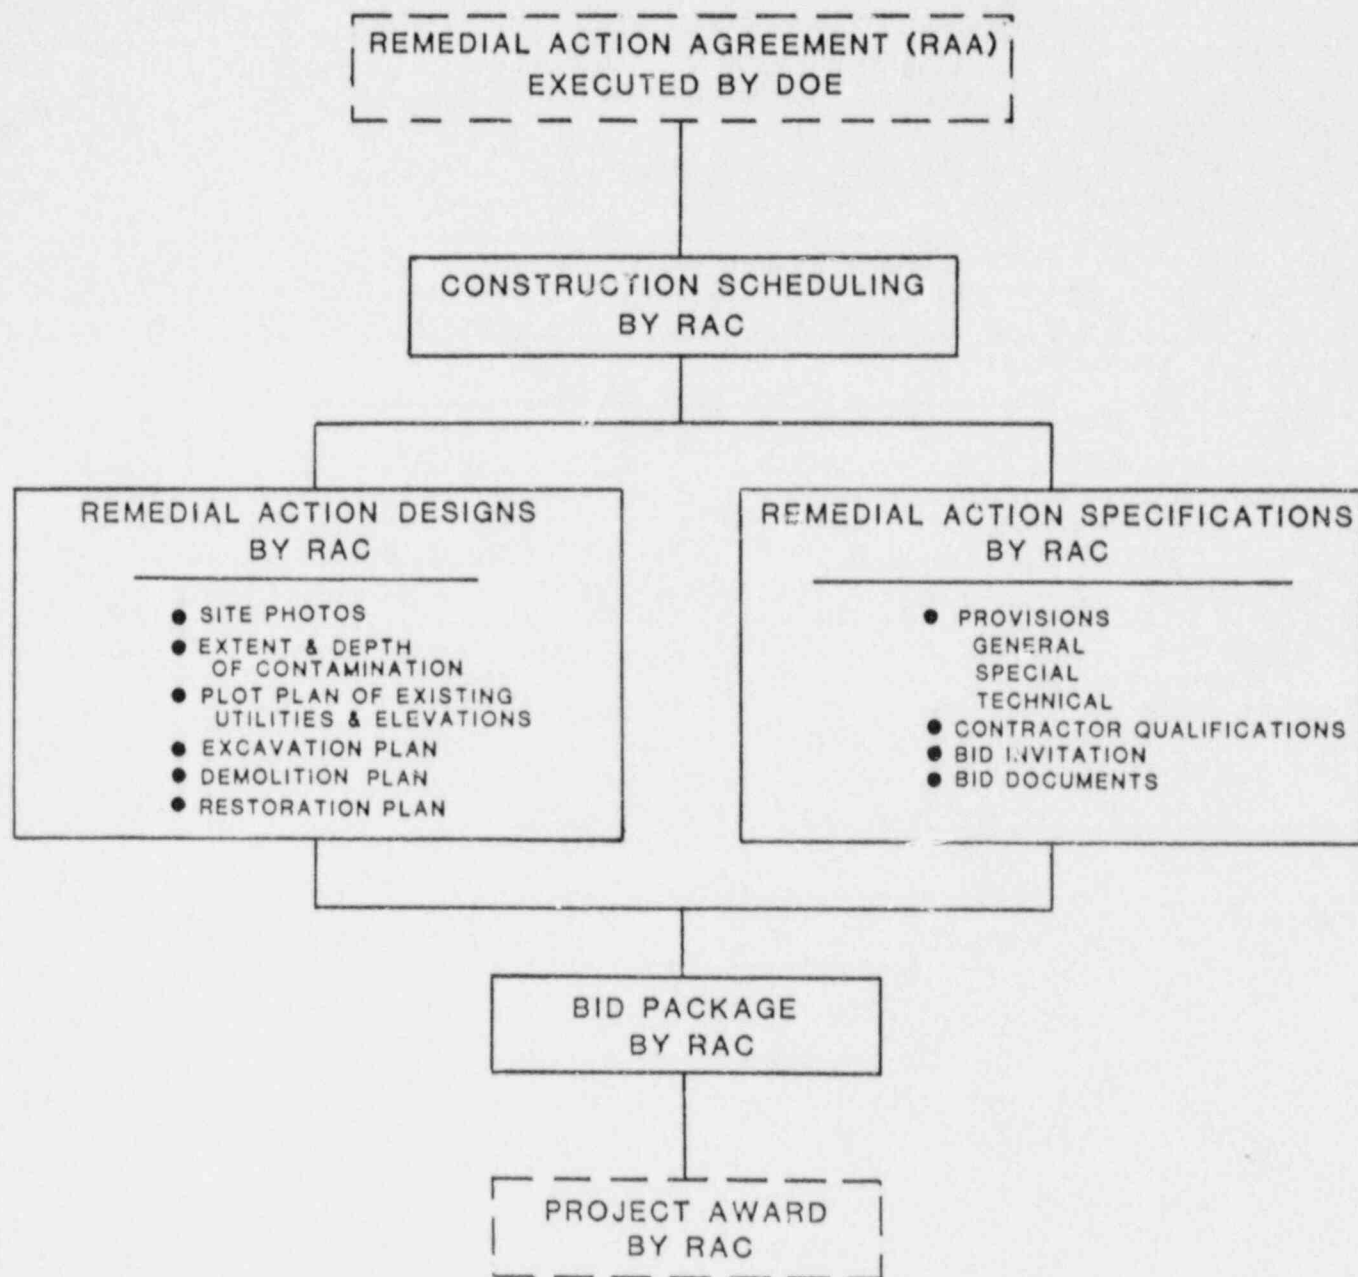 REMEDIAL ACTION AGREEMENT (RAA)
EXECUTED BY DOE
CONSTRUCTION SCHEDULING
BY RAC
REMEDIAL ACTION DESIGNS
BY RAC
● SITE PHOTOS
● EXTENT & DEPTH
OF CONTAMINATION
● PLOT PLAN OF EXISTING
UTILITIES & ELEVATIONS
● EXCAVATION PLAN
● DEMOLITION PLAN
● RESTORATION PLAN
REMEDIAL ACTION SPECIFICATIONS
BY RAC
● PROVISIONS
GENERAL
SPECIAL
TECHNICAL
● CONTRACTOR QUALIFICATIONS
● BID INVITATION
● BID DOCUMENTS
BID PACKAGE
BY RAC
PROJECT AWARD
BY RAC